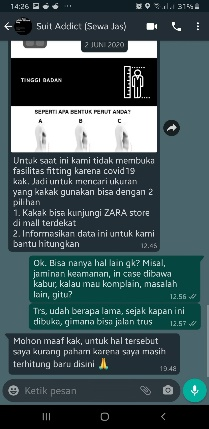 14:26
31%
Suit Addict (Sewa Jas)
2 JUNI 2020
TINGGI BADAN
SEPERTI APA BENTUK PERUT ANDA?
A B C
Untuk saat ini kami tidak membuka
fasilitas fitting karena covid19
kak. Jadi untuk mencari ukuran
yang kakak gunakan bisa dengan 2
pilihan
1. Kakak bisa kunjungi ZARA store
di mall terdekat
2. Informasikan data ini untuk kami
bantu hitungkan
12.46
Ok. Bisa nanya hal lain gk? Misal,
jaminan keamanan, in case dibawa
kabur, kalau mau komplain, masalah
lain, gitu?
12.56
Trs, udah berapa lama, sejak kapan ini
dibuka, gimana bisa jalan trus
12.57
Mohon maaf kak, untuk hal tersebut
saya kurang paham karena saya masih
terhitung baru disini 🙏
19.48
Ketik pesan